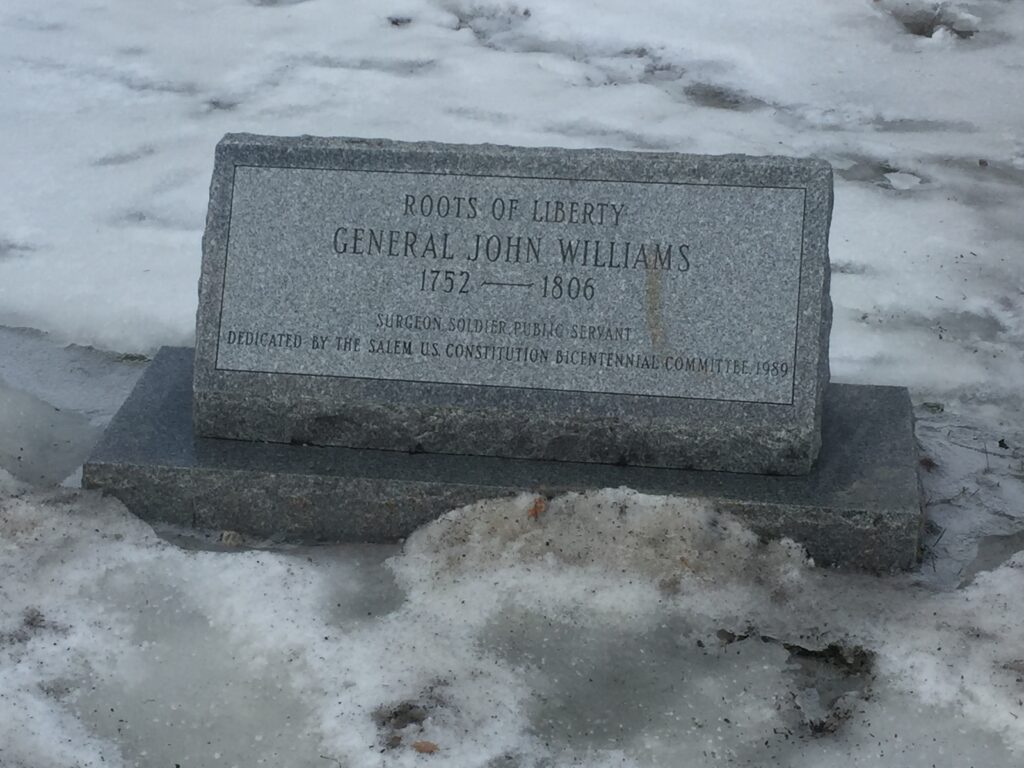 ROOTS OF LIBERTY
GENERAL JOHN WILLIAMS
1752 — 1806
SURGEON, SOLDIER, PUBLIC SERVANT
DEDICATED BY THE SALEM U.S. CONSTITUTION BICENTENNIAL COMMITTEE, 1989